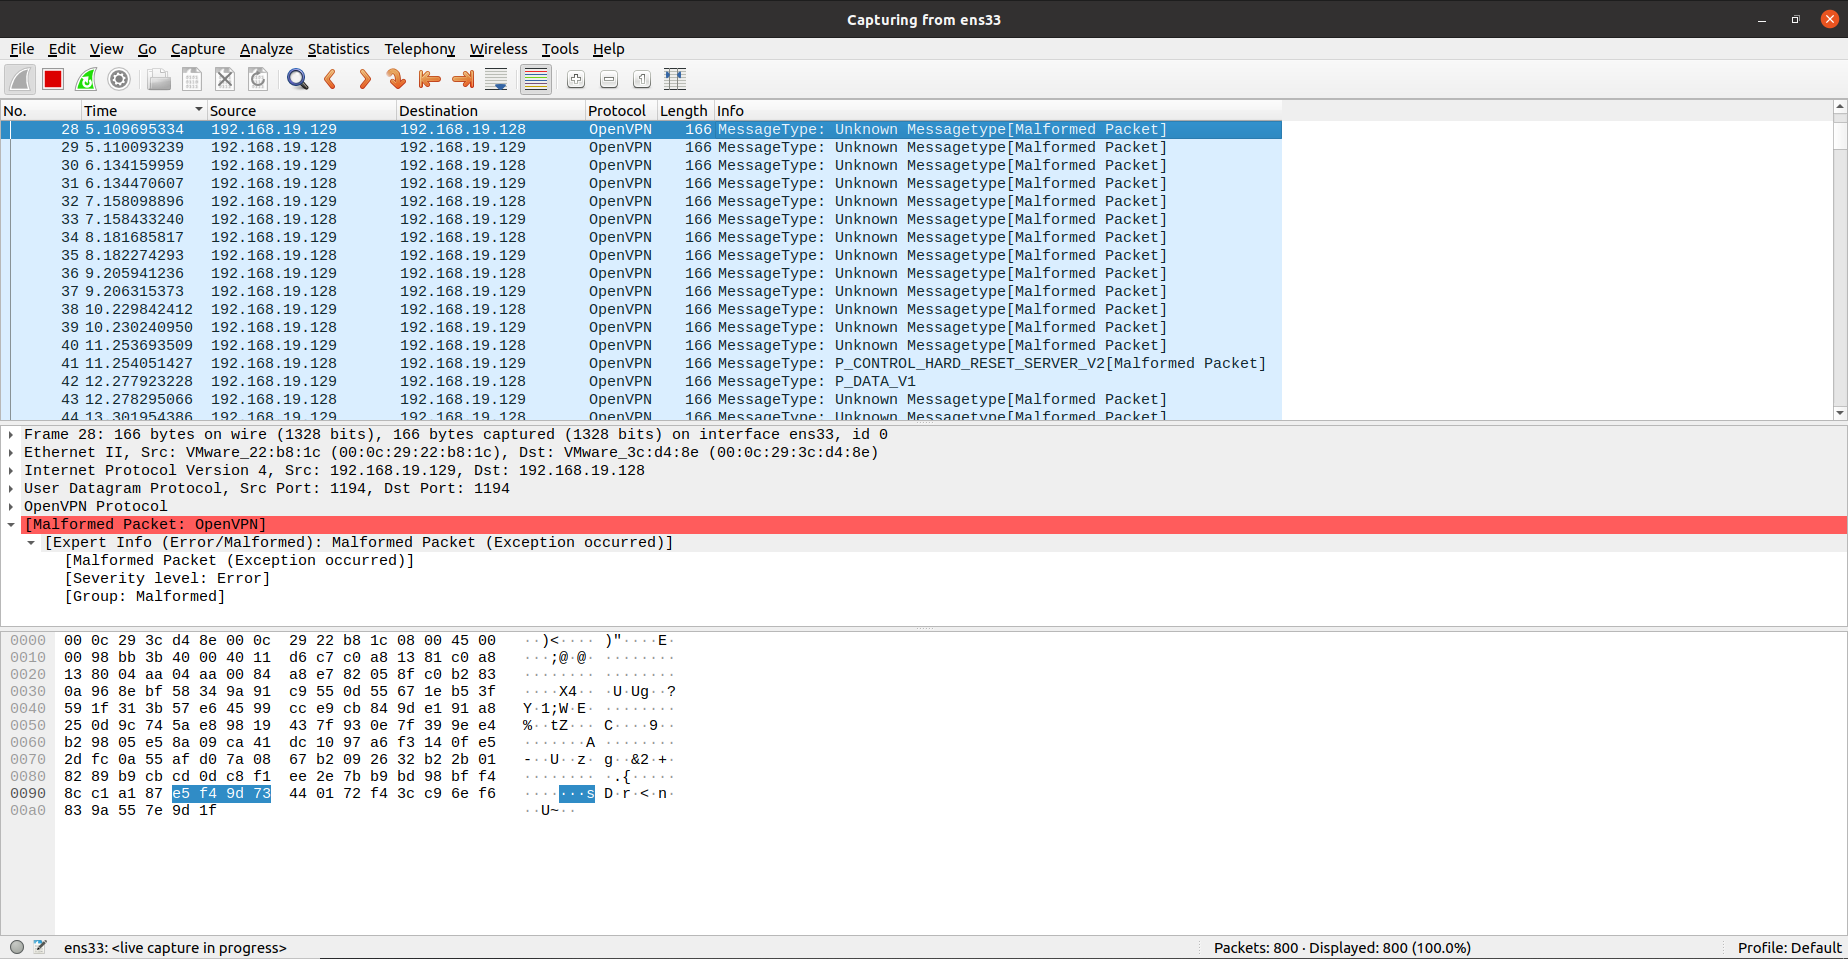 Capturing from ens33
File Edit View Go Capture Analyze Statistics Telephony Wireless Tools Help
No. Time Source Destination Protocol Length Info
28 5.109695334 192.168.19.129 192.168.19.128 OpenVPN 166 MessageType: Unknown Messagetype[Malformed Packet]
29 5.110093239 192.168.19.128 192.168.19.129 OpenVPN 166 MessageType: Unknown Messagetype[Malformed Packet]
30 6.134159959 192.168.19.129 192.168.19.128 OpenVPN 166 MessageType: Unknown Messagetype[Malformed Packet]
31 6.134470607 192.168.19.128 192.168.19.129 OpenVPN 166 MessageType: Unknown Messagetype[Malformed Packet]
32 7.158098896 192.168.19.129 192.168.19.128 OpenVPN 166 MessageType: Unknown Messagetype[Malformed Packet]
33 7.158433240 192.168.19.128 192.168.19.129 OpenVPN 166 MessageType: Unknown Messagetype[Malformed Packet]
34 8.181685817 192.168.19.129 192.168.19.128 OpenVPN 166 MessageType: Unknown Messagetype[Malformed Packet]
35 8.182274293 192.168.19.128 192.168.19.129 OpenVPN 166 MessageType: Unknown Messagetype[Malformed Packet]
36 9.205941236 192.168.19.129 192.168.19.128 OpenVPN 166 MessageType: Unknown Messagetype[Malformed Packet]
37 9.206315373 192.168.19.128 192.168.19.129 OpenVPN 166 MessageType: Unknown Messagetype[Malformed Packet]
38 10.229842412 192.168.19.129 192.168.19.128 OpenVPN 166 MessageType: Unknown Messagetype[Malformed Packet]
39 10.230240950 192.168.19.128 192.168.19.129 OpenVPN 166 MessageType: Unknown Messagetype[Malformed Packet]
40 11.253693509 192.168.19.129 192.168.19.128 OpenVPN 166 MessageType: Unknown Messagetype[Malformed Packet]
41 11.254051427 192.168.19.128 192.168.19.129 OpenVPN 166 MessageType: P_CONTROL_HARD_RESET_SERVER_V2[Malformed Packet]
42 12.277923228 192.168.19.129 192.168.19.128 OpenVPN 166 MessageType: P_DATA_V1
43 12.278295066 192.168.19.128 192.168.19.129 OpenVPN 166 MessageType: Unknown Messagetype[Malformed Packet]
44 13.301954386 192.168.19.129 192.168.19.128 OpenVPN 166 MessageType: Unknown Messagetype[Malformed Packet]
Frame 28: 166 bytes on wire (1328 bits), 166 bytes captured (1328 bits) on interface ens33, id 0
Ethernet II, Src: VMware_22:b8:1c (00:0c:29:22:b8:1c), Dst: VMware_3c:d4:8e (00:0c:29:3c:d4:8e)
Internet Protocol Version 4, Src: 192.168.19.129, Dst: 192.168.19.128
User Datagram Protocol, Src Port: 1194, Dst Port: 1194
OpenVPN Protocol
[Malformed Packet: OpenVPN]
[Expert Info (Error/Malformed): Malformed Packet (Exception occurred)]
[Malformed Packet (Exception occurred)]
[Severity level: Error]
[Group: Malformed]
0000 00 0c 29 3c d4 8e 00 0c 29 22 b8 1c 08 00 45 00 ··)<···· )"····E·
0010 00 98 bb 3b 40 00 40 11 d6 c7 c0 a8 13 81 c0 a8 ···;@·@· ········
0020 13 80 04 aa 04 aa 00 84 a8 e7 82 05 8f c0 b2 83 ········ ········
0030 0a 96 8e bf 58 34 9a 91 c9 55 0d 55 67 1e b5 3f ····X4·· ·U·Ug··?
0040 59 1f 31 3b 57 e6 45 99 cc e9 cb 84 9d e1 91 a8 Y·1;W·E· ········
0050 25 0d 9c 74 5a e8 98 19 43 7f 93 0e 7f 39 9e e4 %··tZ··· C····9··
0060 b2 98 05 e5 8a 09 ca 41 dc 10 97 a6 f3 14 0f e5 ·······A ········
0070 2d fc 0a 55 af d0 7a 08 67 b2 09 26 32 b2 2b 01 -··U··z· g··&2·+·
0080 82 89 b9 cb cd 0d c8 f1 ee 2e 7b b9 bd 98 bf f4 ········ ·.{·····
0090 8c c1 a1 87 e5 f4 9d 73 44 01 72 f4 3c c9 6e f6 ·······s D·r·<·n·
00a0 83 9a 55 7e 9d 1f ··U~··
ens33: <live capture in progress>
Packets: 800 · Displayed: 800 (100.0%)
Profile: Default